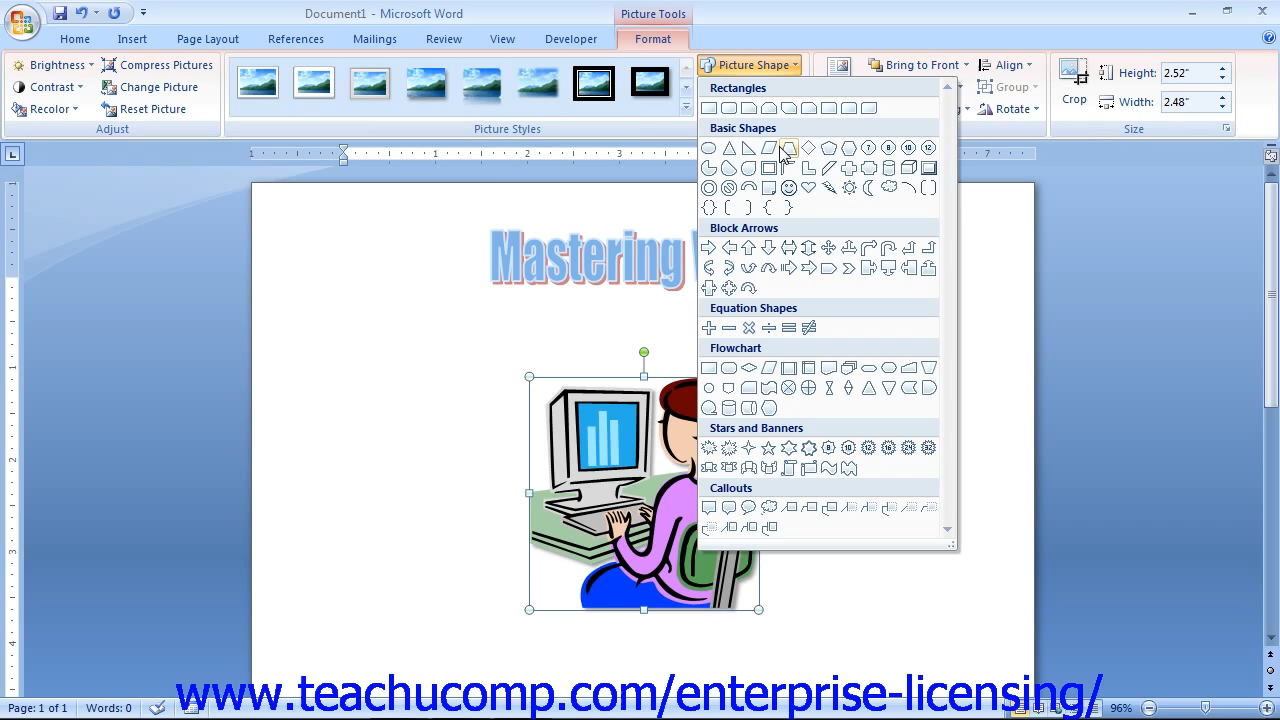 Document1 - Microsoft Word
Picture Tools
Home Insert Page Layout References Mailings Review View Developer Format
Brightness Compress Pictures Picture Shape Bring to Front Align Height: 2.52"
Contrast Change Picture Group Crop Width: 2.48"
Recolor Reset Picture Rotate
Adjust Picture Styles Size
Rectangles
Basic Shapes
Block Arrows
Equation Shapes
Flowchart
Stars and Banners
Callouts
Mastering
www.teachucomp.com/enterprise-licensing/
Page: 1 of 1 Words: 0 96%